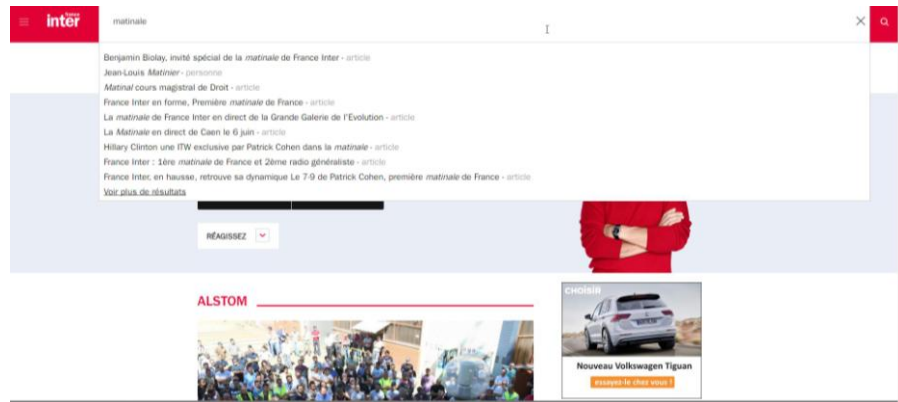 france
inter
matinale
Benjamin Biolay, invité spécial de la matinale de France Inter - article
Jean-Louis Matinier - personne
Matinal cours magistral de Droit - article
France Inter en forme, Première matinale de France - article
La matinale de France Inter en direct de la Grande Galerie de l'Evolution - article
La Matinale en direct de Caen le 6 juin - article
Hillary Clinton une ITW exclusive par Patrick Cohen dans la matinale - article
France Inter : 1ère matinale de France et 2ème radio généraliste - article
France Inter, en hausse, retrouve sa dynamique Le 7-9 de Patrick Cohen, première matinale de France - article
Voir plus de résultats
RÉAGISSEZ
ALSTOM
CHOISIR
Nouveau Volkswagen Tiguan
essayez-le chez vous !